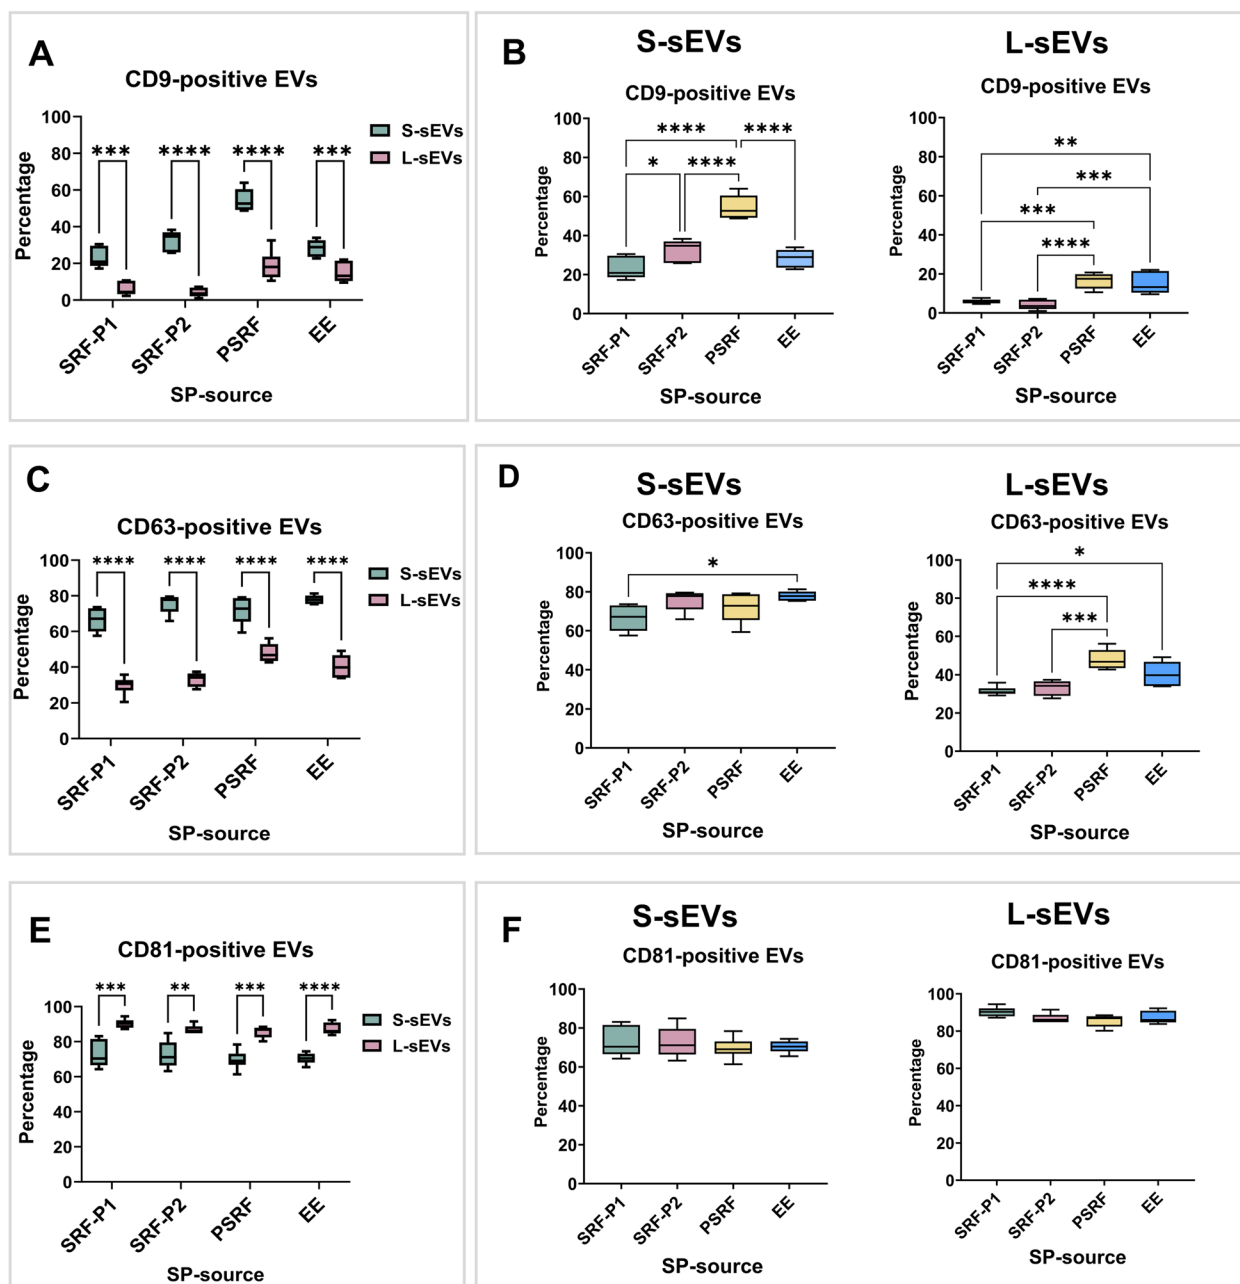 A
CD9-positive EVs
S-sEVs
L-sEVs
*** **** **** ***
Percentage
100
80
60
40
20
0
SRF-P1 SRF-P2 PSRF EE
SP-source
B
S-sEVs
CD9-positive EVs
**** ****
* ****
Percentage
100
80
60
40
20
0
SRF-P1 SRF-P2 PSRF EE
SP-source
L-sEVs
CD9-positive EVs
**
***
***
****
Percentage
100
80
60
40
20
0
SRF-P1 SRF-P2 PSRF EE
SP-source
C
CD63-positive EVs
S-sEVs
L-sEVs
**** **** **** ****
Percentage
100
80
60
40
20
0
SRF-P1 SRF-P2 PSRF EE
SP-source
D
S-sEVs
CD63-positive EVs
*
Percentage
100
80
60
40
20
0
SRF-P1 SRF-P2 PSRF EE
SP-source
L-sEVs
CD63-positive EVs
*
****
***
Percentage
100
80
60
40
20
0
SRF-P1 SRF-P2 PSRF EE
SP-source
E
CD81-positive EVs
S-sEVs
L-sEVs
*** ** *** ****
Percentage
100
80
60
40
20
0
SRF-P1 SRF-P2 PSRF EE
SP-source
F
S-sEVs
CD81-positive EVs
Percentage
100
80
60
40
20
0
SRF-P1 SRF-P2 PSRF EE
SP-source
L-sEVs
CD81-positive EVs
Percentage
100
80
60
40
20
0
SRF-P1 SRF-P2 PSRF EE
SP-source